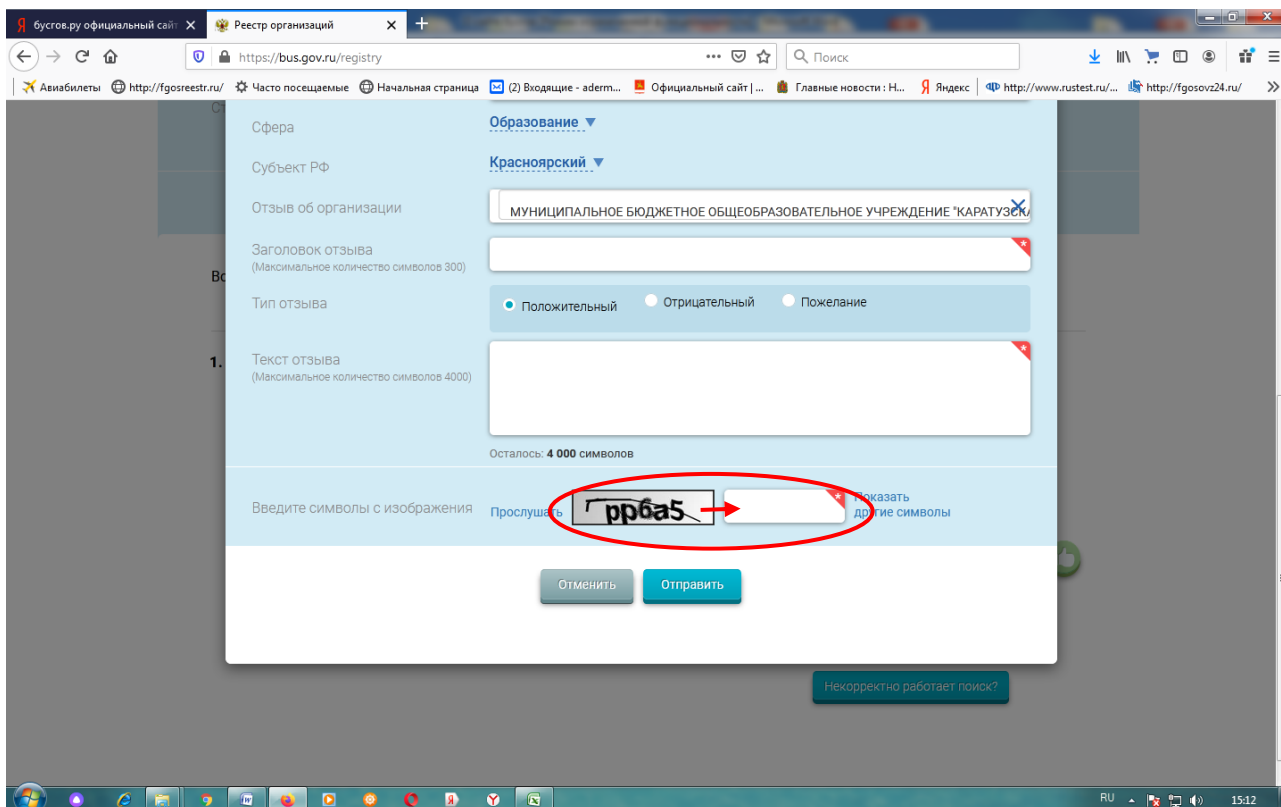 бусгов.ру официальный сайт
Реестр организаций
https://bus.gov.ru/registry
Поиск
Авиабилеты
http://fgosreestr.ru/
Часто посещаемые
Начальная страница
(2) Входящие - aderm...
Официальный сайт | ...
Главные новости : Н...
Яндекс
http://www.rustest.ru/...
http://fgosovz24.ru/
Сфера
Образование
Субъект РФ
Красноярский
Отзыв об организации
МУНИЦИПАЛЬНОЕ БЮДЖЕТНОЕ ОБЩЕОБРАЗОВАТЕЛЬНОЕ УЧРЕЖДЕНИЕ "КАРАТУЗСКА
Заголовок отзыва
(Максимальное количество символов 300)
Тип отзыва
Положительный
Отрицательный
Пожелание
1.
Текст отзыва
(Максимальное количество символов 4000)
Осталось: 4 000 символов
Введите символы с изображения
Прослушать
pp6a5
Показать
другие символы
Отменить
Отправить
Некорректно работает поиск?
RU
15:12